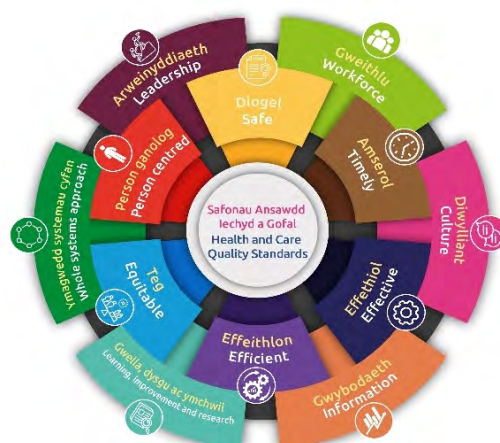 Arweinyddiaeth
Leadership
Gweithlu
Workforce
Diogel
Safe
Person ganolog
Person centred
Amserol
Timely
Ymagwedd systemau cyfan
Whole systems approach
Diwylliant
Culture
Safonau Ansawdd
Iechyd a Gofal
Health and Care
Quality Standards
Teg
Equitable
Effeithiol
Effective
Effeithlon
Efficient
Gwella, dysgu ac ymchwil
Learning, improvement and research
Gwybodaeth
Information